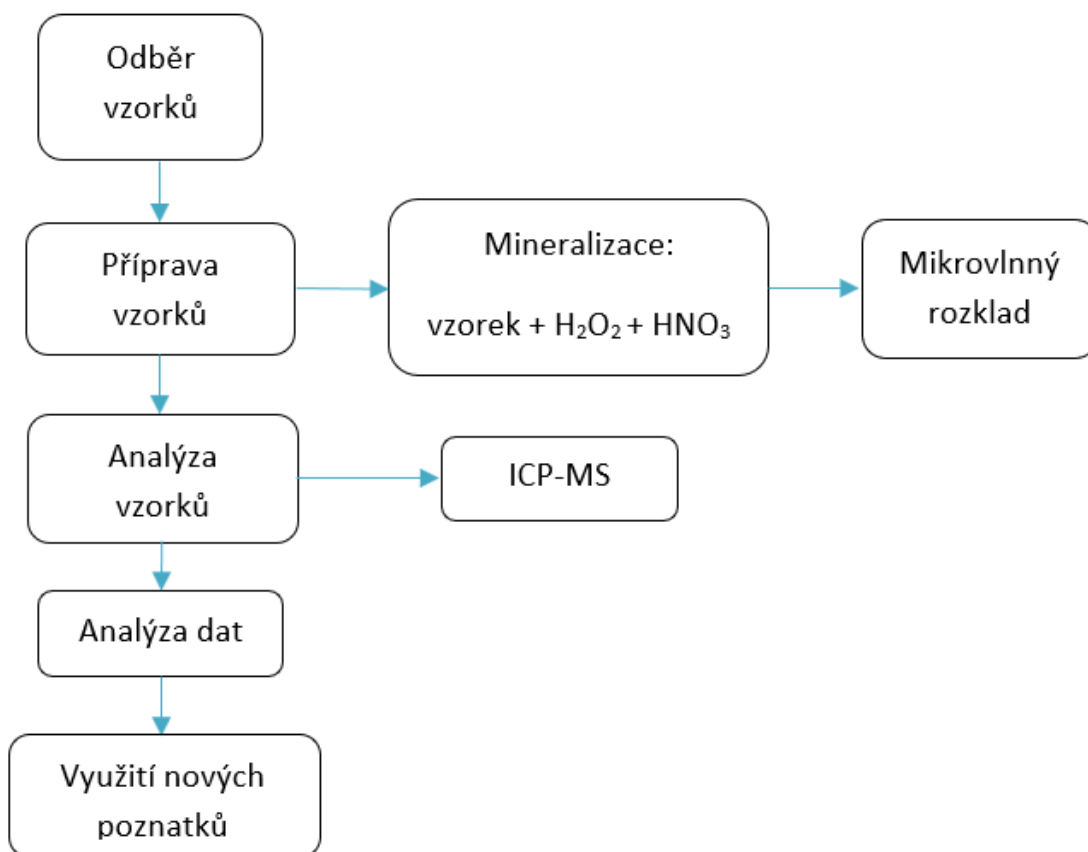 Odběr
vzorků
Příprava
vzorků
Mineralizace:
vzorek + H₂O₂ + HNO₃
Mikrovlnný
rozklad
Analýza
vzorků
ICP-MS
Analýza dat
Využití nových
poznatků